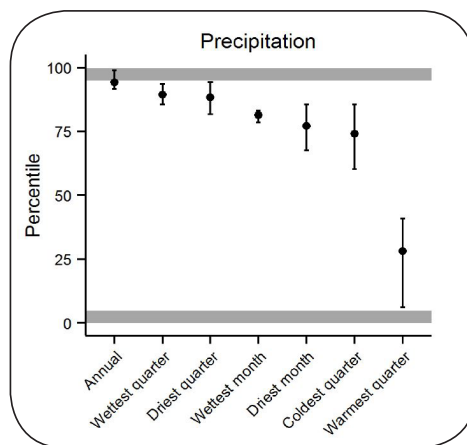 Precipitation
Percentile
100
75
50
25
0
Annual
Wettest quarter
Driest quarter
Wettest month
Driest month
Coldest quarter
Warmest quarter